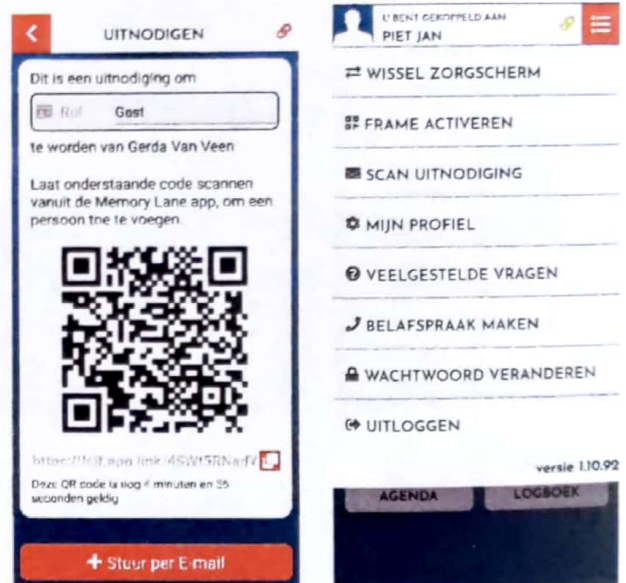 UITNODIGEN
Dit is een uitnodiging om
Rol Gast
te worden van Gerda Van Veen
Laat onderstaande code scannen
vanuit de Memory Lane app, om een
persoon toe te voegen.
Deze QR code is nog 4 minuten en 35
seconden geldig
+ Stuur per E-mail
U BENT GEKOPPELD AAN
PIET JAN
WISSEL ZORGSCHERM
FRAME ACTIVEREN
SCAN UITNODIGING
MIJN PROFIEL
VEELGESTELDE VRAGEN
BELAFSPRAAK MAKEN
WACHTWOORD VERANDEREN
UITLOGGEN
versie 1.10.92
AGENDA
LOGBOEK